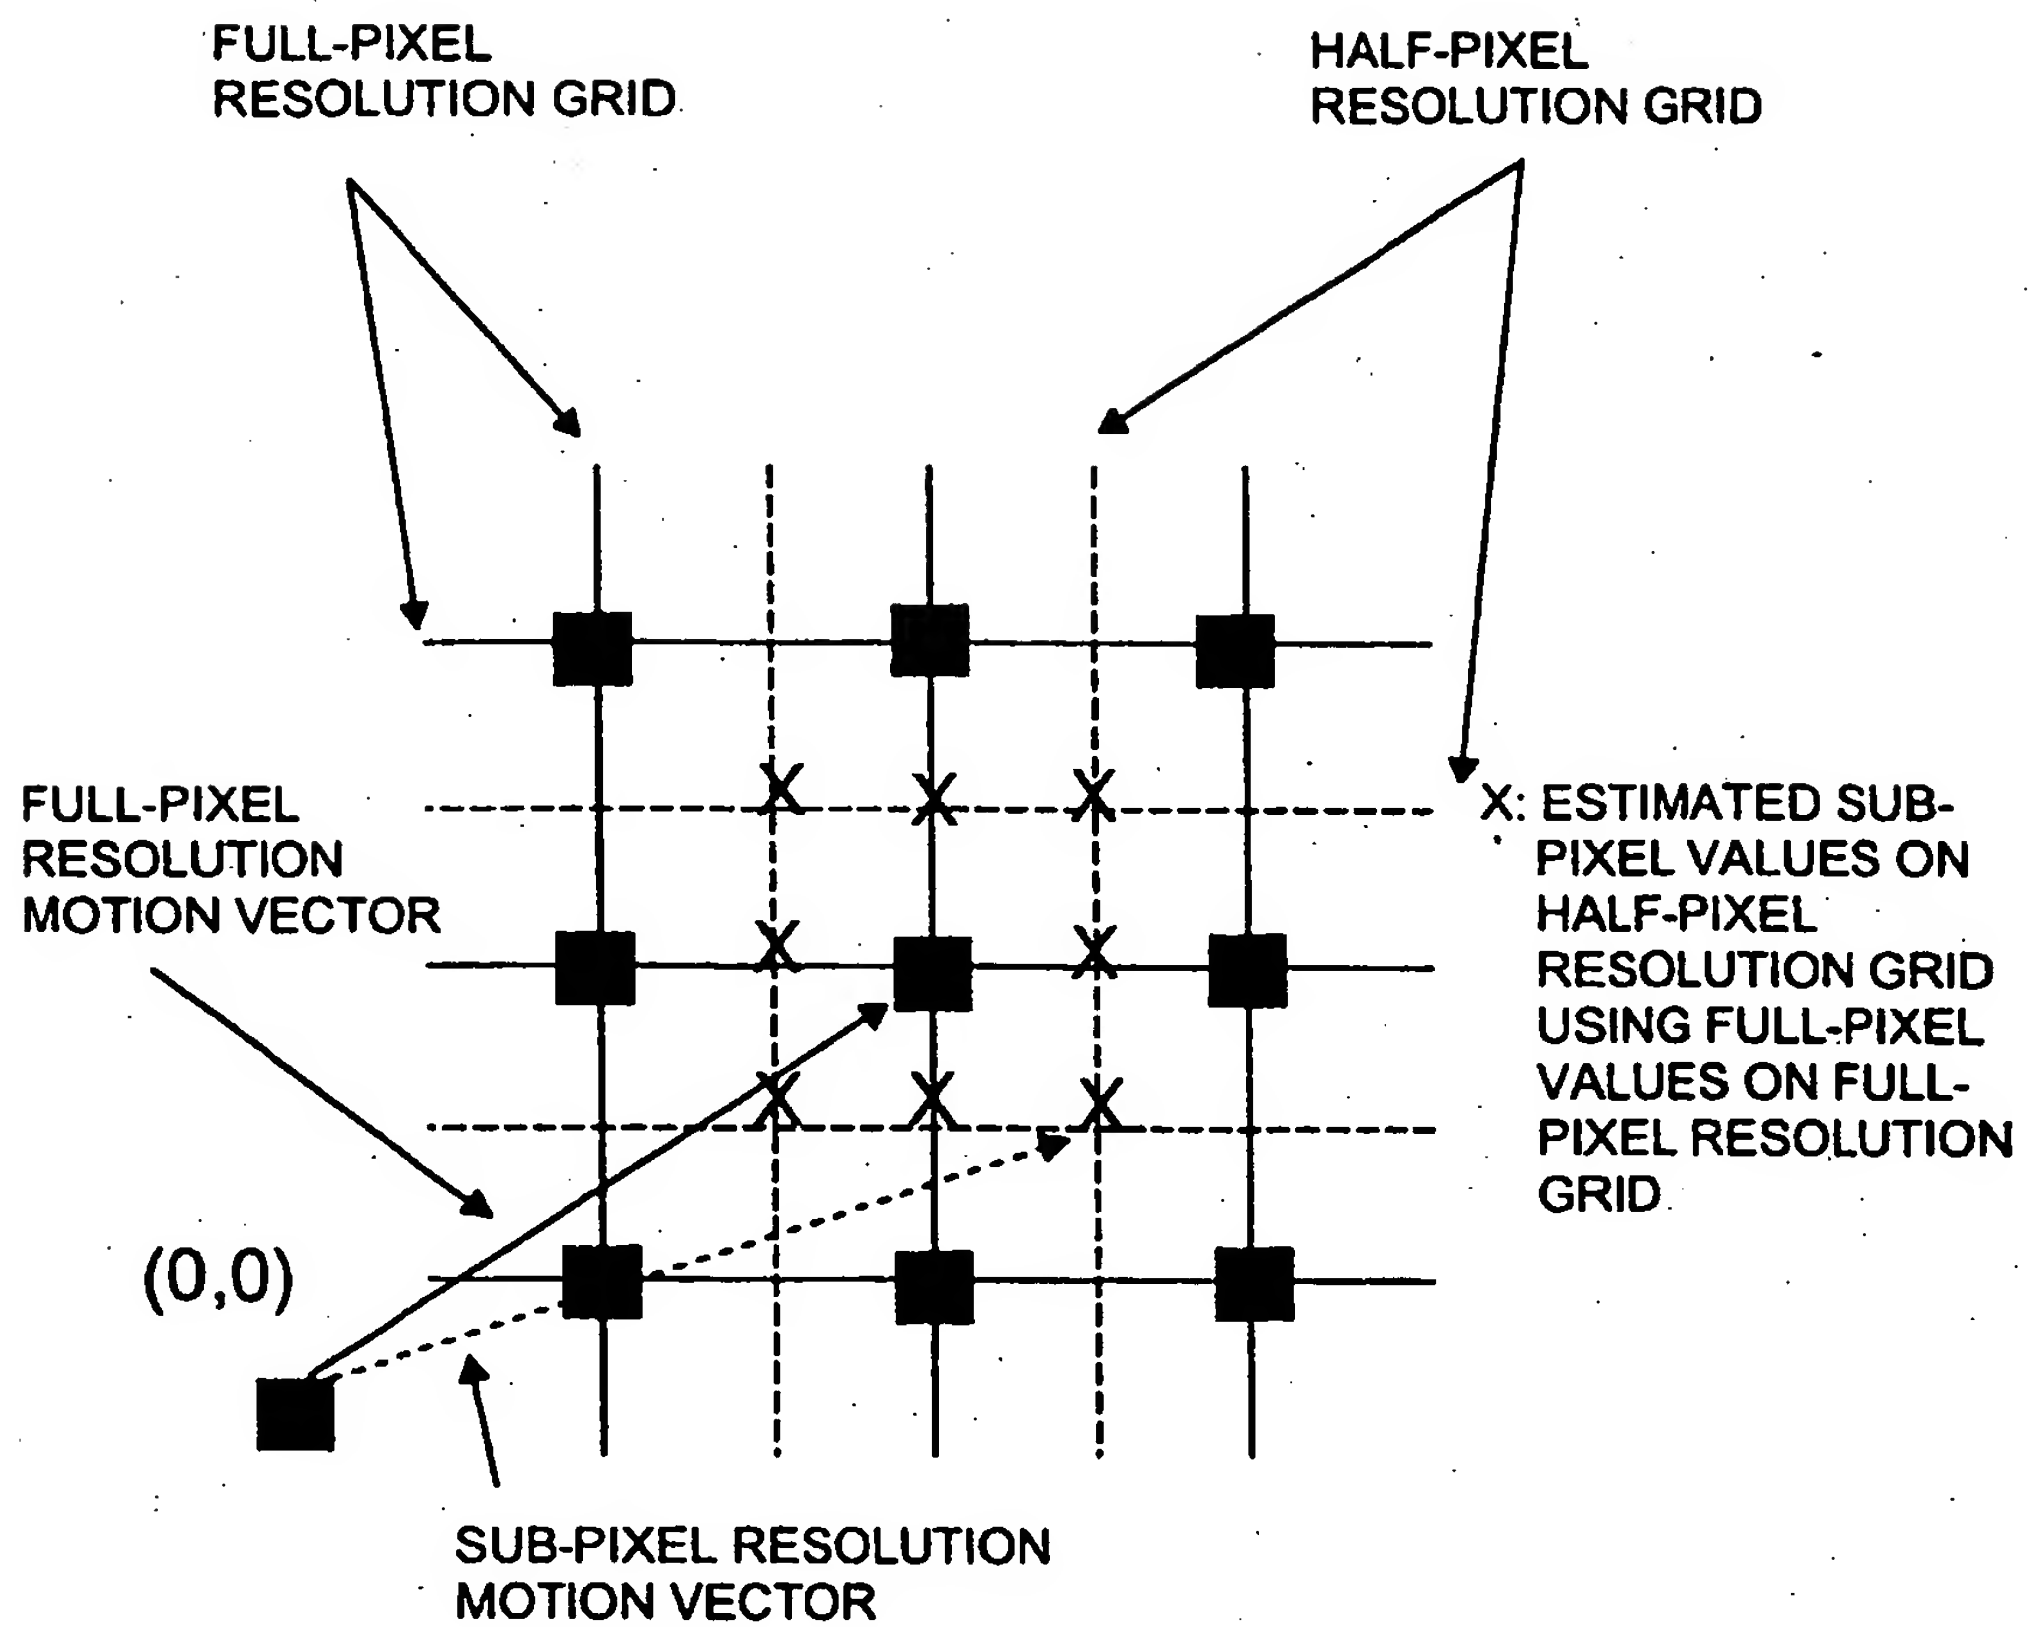 FULL-PIXEL
RESOLUTION GRID
HALF-PIXEL
RESOLUTION GRID
FULL-PIXEL
RESOLUTION
MOTION VECTOR
X X X
X X
X X X
X: ESTIMATED SUB-
PIXEL VALUES ON
HALF-PIXEL
RESOLUTION GRID
USING FULL-PIXEL
VALUES ON FULL-
PIXEL RESOLUTION
GRID
(0,0)
SUB-PIXEL RESOLUTION
MOTION VECTOR